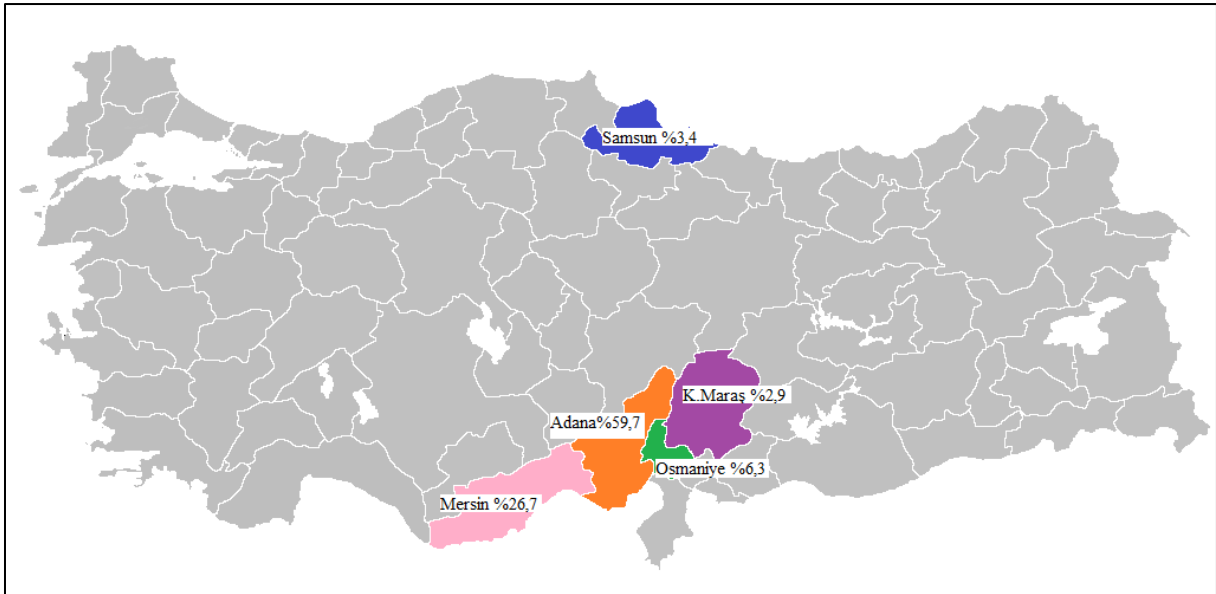 Samsun %3,4
K.Maraş %2,9
Adana%59,7
Osmaniye %6,3
Mersin %26,7